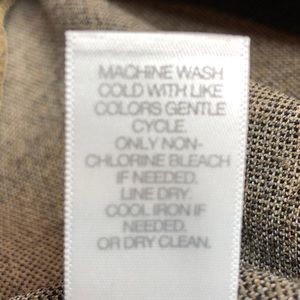 MACHINE WASH
COLD WITH LIKE
COLORS GENTLE
CYCLE.
ONLY NON-
CHLORINE BLEACH
IF NEEDED.
LINE DRY.
COOL IRON IF
NEEDED.
OR DRY CLEAN.